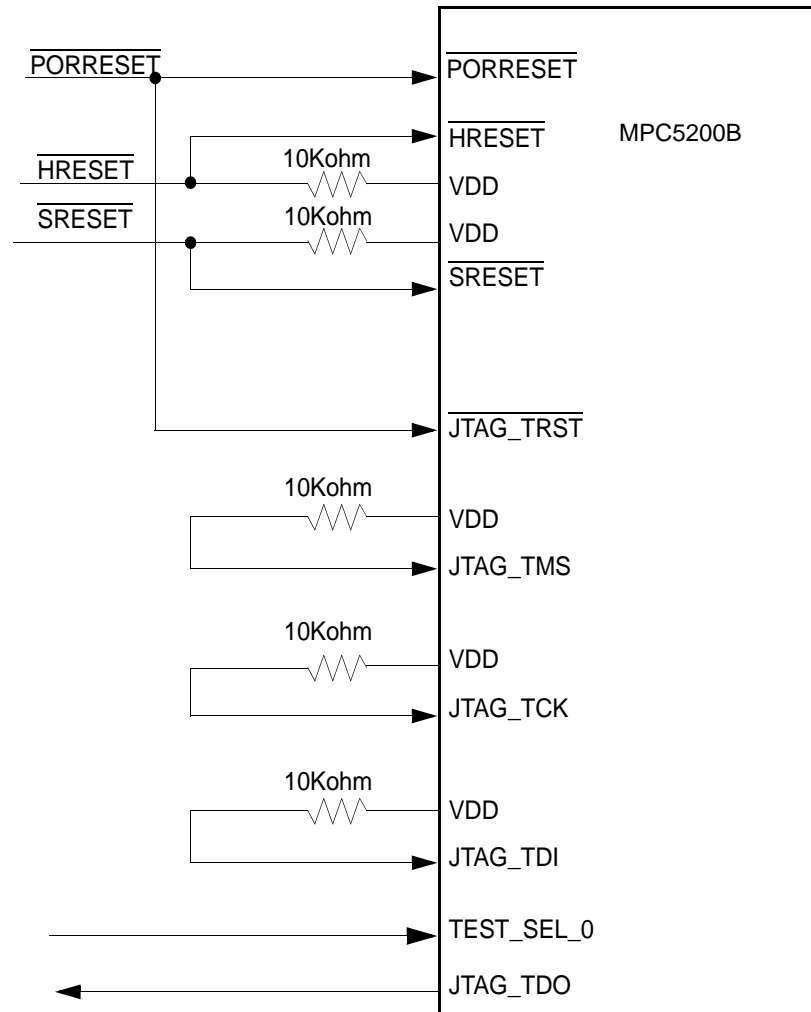 PORRESET
PORRESET
HRESET
MPC5200B
10Kohm
HRESET
VDD
10Kohm
SRESET
VDD
SRESET
JTAG_TRST
10Kohm
VDD
JTAG_TMS
10Kohm
VDD
JTAG_TCK
10Kohm
VDD
JTAG_TDI
TEST_SEL_0
JTAG_TDO